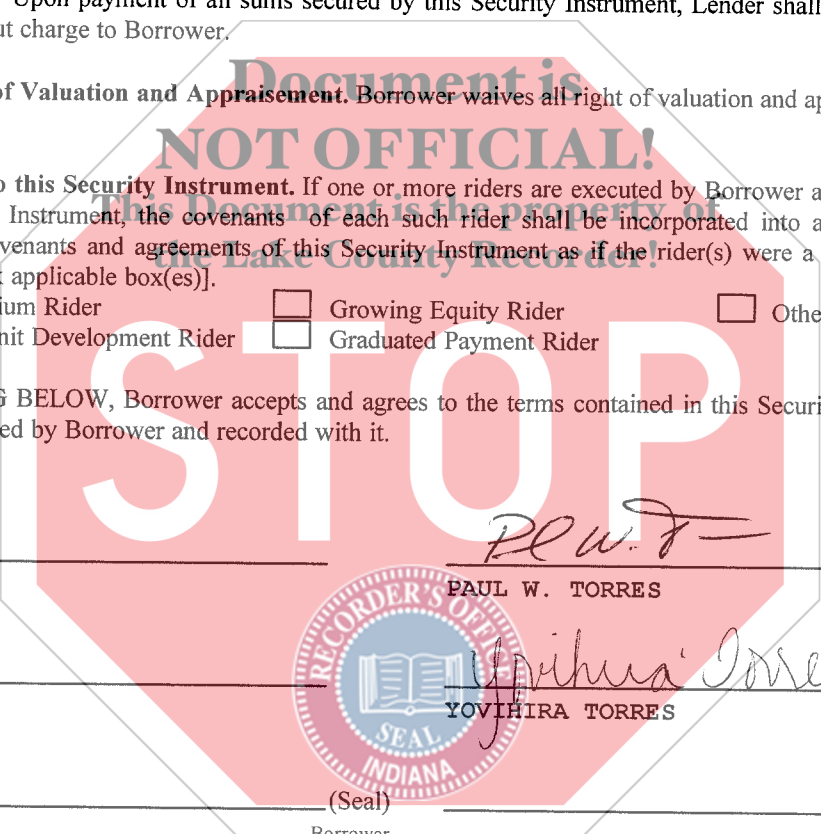 Upon payment of all sums secured by this Security Instrument, Lender shall
ut charge to Borrower.
Document is
of Valuation and Appraisement. Borrower waives all right of valuation and ap
NOT OFFICIAL!
o this Security Instrument. If one or more riders are executed by Borrower a
This Document is the property of
Instrument, the covenants of each such rider shall be incorporated into a
venants and agreements of this Security Instrument as if the rider(s) were a
the Lake County Recorder!
applicable box(es)].
ium Rider Growing Equity Rider Othe
nit Development Rider Graduated Payment Rider
STOP
G BELOW, Borrower accepts and agrees to the terms contained in this Securi
ed by Borrower and recorded with it.
PAUL W. TORRES
Yovihira Torre
YOVIHIRA TORRES
RECORDER'S OFFICE
SEAL
INDIANA
(Seal)
Borrower